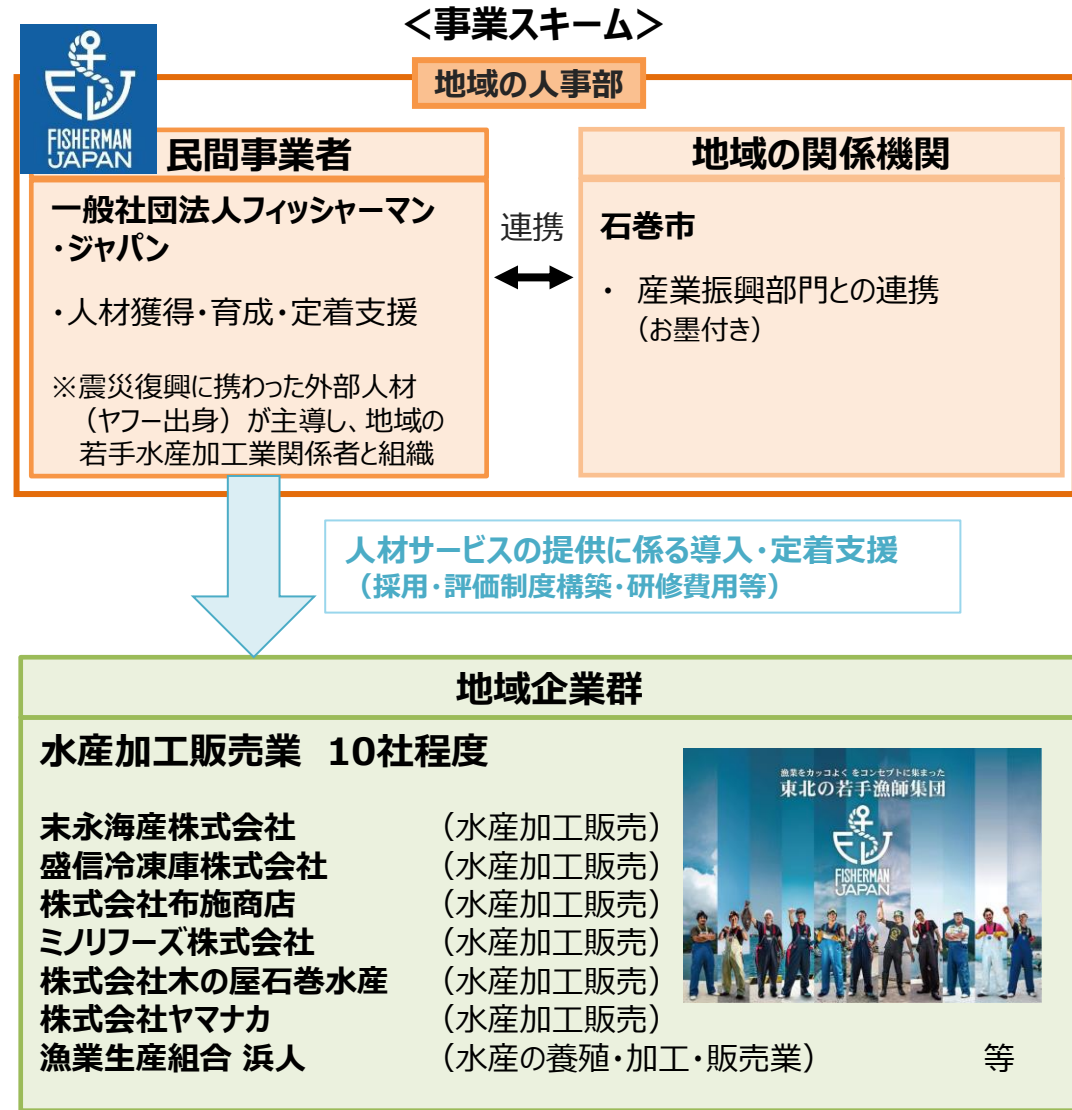 <事業スキーム>
地域の人事部
FISHERMAN
JAPAN
民間事業者
一般社団法人フィッシャーマン
・ジャパン
・人材獲得・育成・定着支援
※震災復興に携わった外部人材
（ヤフー出身）が主導し、地域の
若手水産加工業関係者と組織
連携
地域の関係機関
石巻市
・ 産業振興部門との連携
（お墨付き）
人材サービスの提供に係る導入・定着支援
（採用・評価制度構築・研修費用等）
地域企業群
水産加工販売業 10社程度
末永海産株式会社 （水産加工販売）
盛信冷凍庫株式会社 （水産加工販売）
株式会社布施商店 （水産加工販売）
ミノリフーズ株式会社 （水産加工販売）
株式会社木の屋石巻水産 （水産加工販売）
株式会社ヤマナカ （水産加工販売）
漁業生産組合 浜人 （水産の養殖・加工・販売業） 等
漁業をカッコよく をコンセプトに集まった
東北の若手漁師集団
FISHERMAN
JAPAN